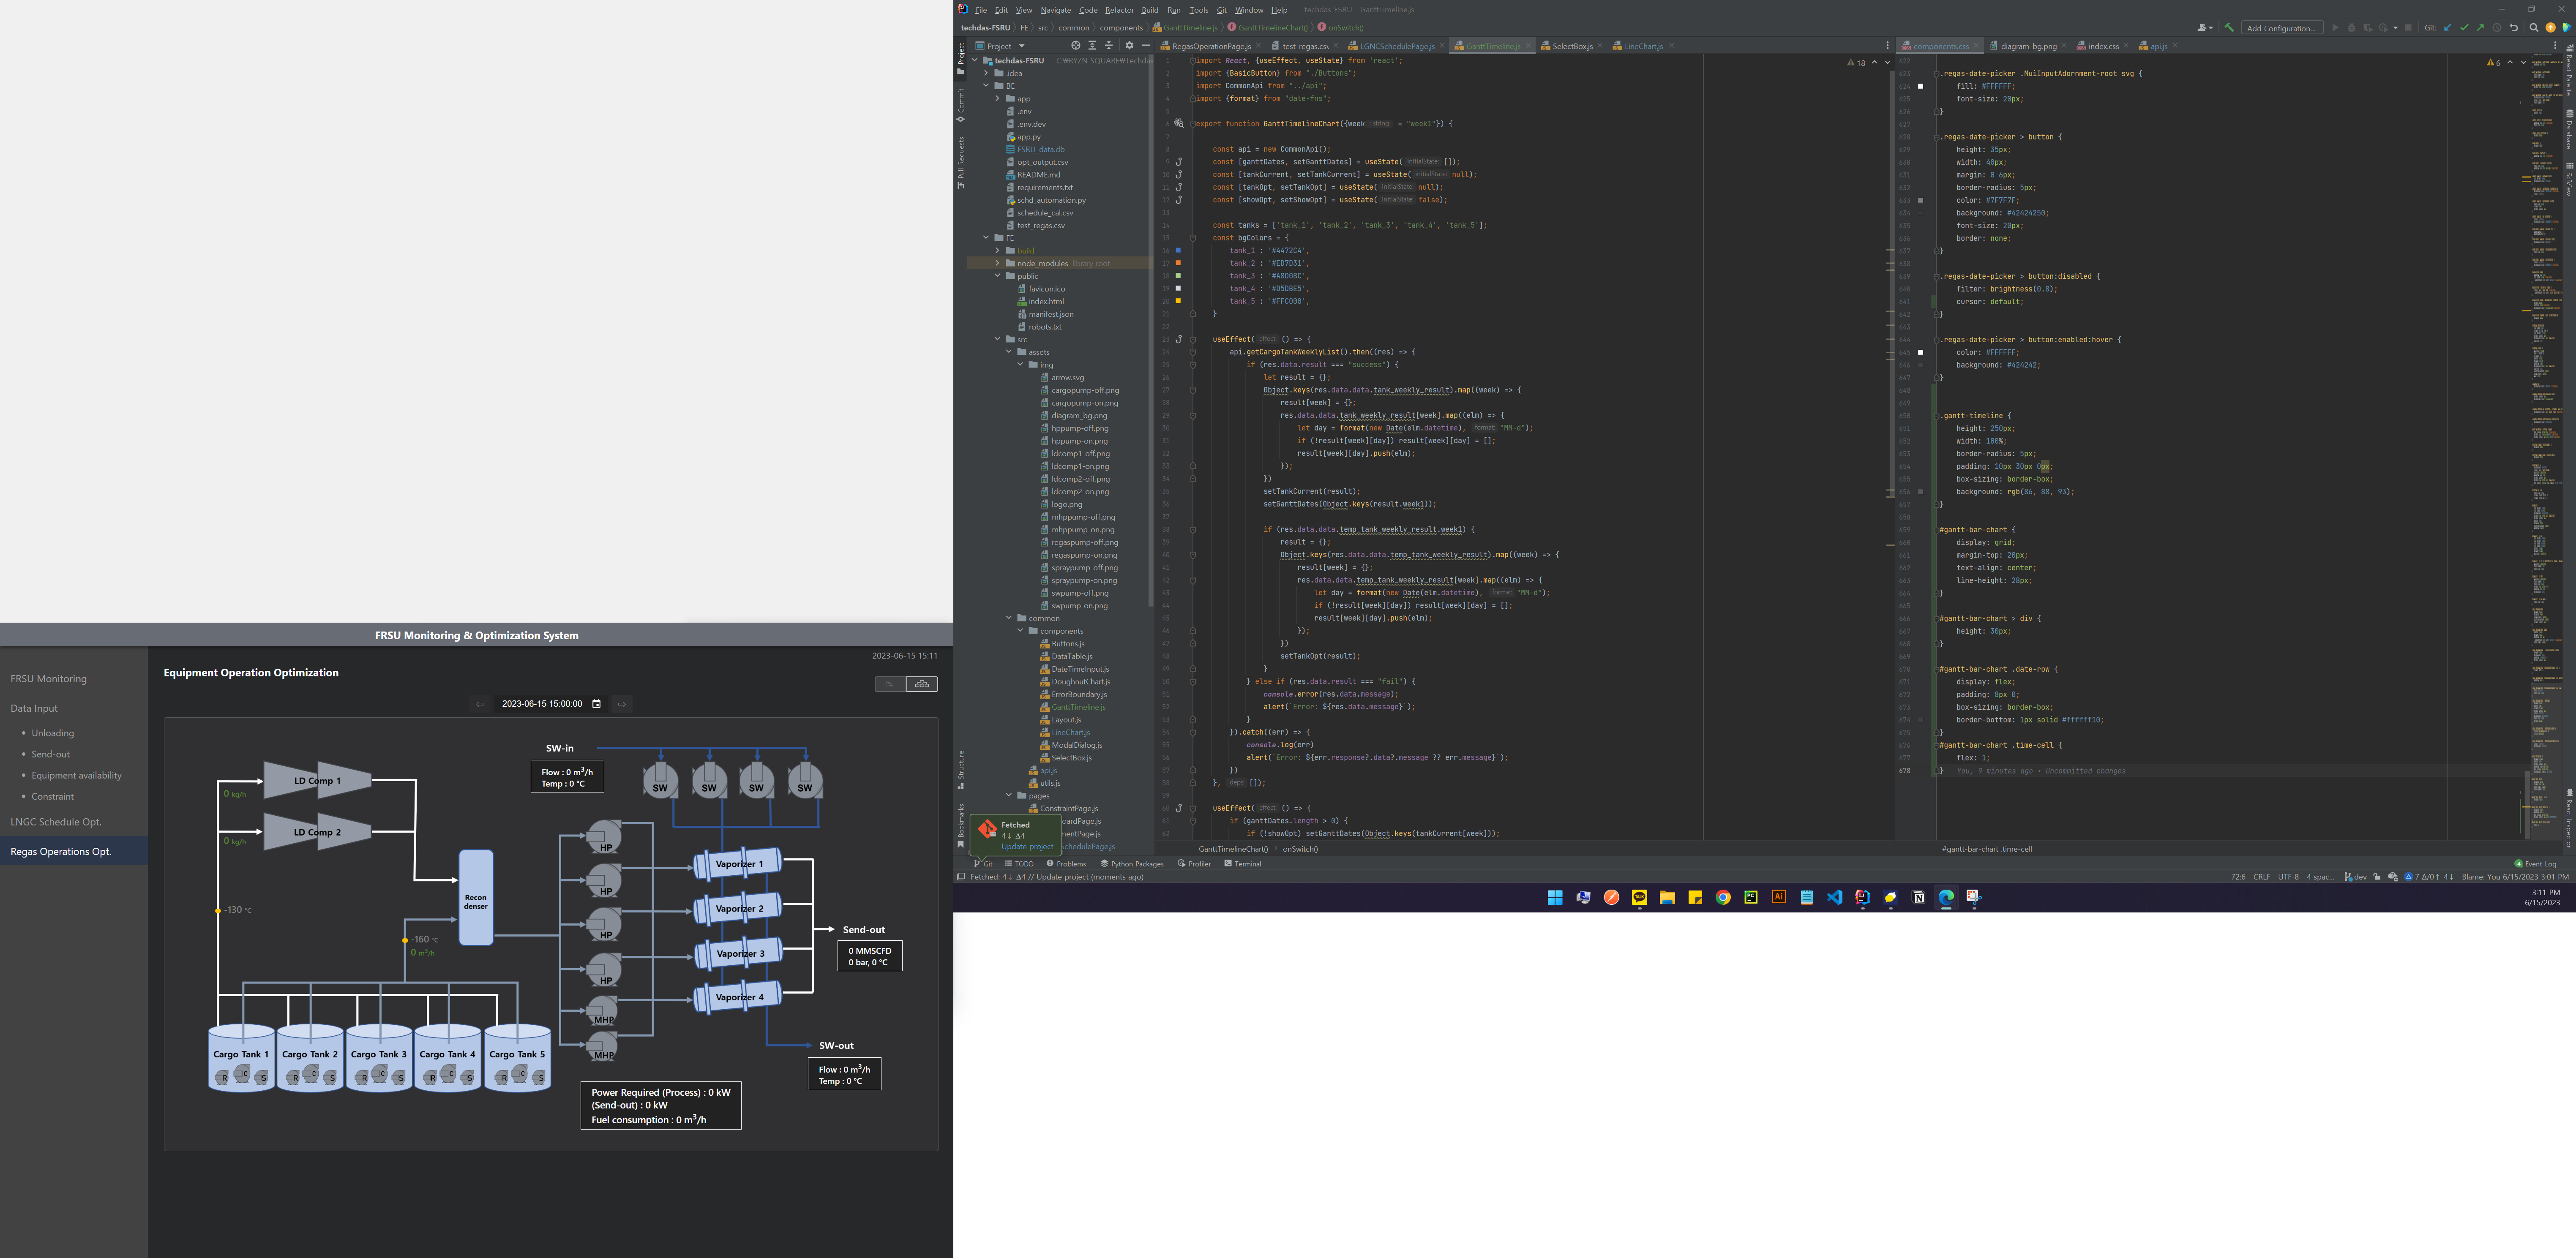 FRSU Monitoring & Optimization System
2023-06-15 15:11
FRSU Monitoring
Data Input
Unloading
Send-out
Equipment availability
Constraint
LNGC Schedule Opt.
Regas Operations Opt.
Equipment Operation Optimization
2023-06-15 15:00:00
SW-in
Flow : 0 m³/h
Temp : 0 °C
SW
SW
SW
SW
LD Comp 1
0 kg/h
LD Comp 2
0 kg/h
HP
HP
HP
HP
MHP
MHP
Vaporizer 1
Vaporizer 2
Vaporizer 3
Vaporizer 4
Recon
denser
-130 °C
-160 °C
0 m³/h
Send-out
0 MMSCFD
0 bar, 0 °C
SW-out
Flow : 0 m³/h
Temp : 0 °C
Cargo Tank 1
Cargo Tank 2
Cargo Tank 3
Cargo Tank 4
Cargo Tank 5
R C S
R C S
R C S
R C S
R C S
Power Required (Process) : 0 kW
(Send-out) : 0 kW
Fuel consumption : 0 m³/h
File Edit View Navigate Code Refactor Build Run Tools Git Window Help techdas-FSRU - GanttTimeline.js
techdas-FSRU FE src common components GanttTimeline.js GanttTimelineChart() onSwitch()
Add Configuration...
Git:
Project
RegasOperationPage.js test_regas.csv LGNCSchedulePage.js GanttTimeline.js SelectBox.js LineChart.js
components.css diagram_bg.png index.css api.js
Project
Commit
Pull Requests
Structure
Bookmarks
techdas-FSRU
.idea
BE
app
.env
.env.dev
app.py
FSRU_data.db
opt_output.csv
README.md
requirements.txt
schd_automation.py
schedule_cal.csv
test_regas.csv
FE
build
node_modules library root
public
favicon.ico
index.html
manifest.json
robots.txt
src
assets
img
arrow.svg
cargopump-off.png
cargopump-on.png
diagram_bg.png
hppump-off.png
hppump-on.png
ldcomp1-off.png
ldcomp1-on.png
ldcomp2-off.png
ldcomp2-on.png
logo.png
mhppump-off.png
mhppump-on.png
regaspump-off.png
regaspump-on.png
spraypump-off.png
spraypump-on.png
swpump-off.png
swpump-on.png
common
components
Buttons.js
DataTable.js
DateTimeInput.js
DoughnutChart.js
ErrorBoundary.js
GanttTimeline.js
Layout.js
LineChart.js
ModalDialog.js
SelectBox.js
api.js
utils.js
pages
ConstraintPage.js
Fetched
4↓ Δ4
Update project
import React, {useEffect, useState} from 'react';
import {BasicButton} from "./Buttons";
import CommonApi from "../api";
import {format} from "date-fns";
export function GanttTimelineChart({week :string = "week1"}) {
const api = new CommonApi();
const [ganttDates, setGanttDates] = useState( initialState: []);
const [tankCurrent, setTankCurrent] = useState( initialState: null);
const [tankOpt, setTankOpt] = useState( initialState: null);
const [showOpt, setShowOpt] = useState( initialState: false);
const tanks = ['tank_1', 'tank_2', 'tank_3', 'tank_4', 'tank_5'];
const bgColors = {
tank_1 : '#4472C4',
tank_2 : '#ED7D31',
tank_3 : '#A8D08C',
tank_4 : '#D5DBE5',
tank_5 : '#FFC000',
}
useEffect( effect: () => {
api.getCargoTankWeeklyList().then((res) => {
if (res.data.result === "success") {
let result = {};
Object.keys(res.data.data.tank_weekly_result).map((week) => {
result[week] = {};
res.data.data.tank_weekly_result[week].map((elm) => {
let day = format(new Date(elm.datetime), format: "MM-d");
if (!result[week][day]) result[week][day] = [];
result[week][day].push(elm);
});
})
setTankCurrent(result);
setGanttDates(Object.keys(result.week1));
if (res.data.data.temp_tank_weekly_result.week1) {
result = {};
Object.keys(res.data.data.temp_tank_weekly_result).map((week) => {
result[week] = {};
res.data.data.temp_tank_weekly_result[week].map((elm) => {
let day = format(new Date(elm.datetime), format: "MM-d");
if (!result[week][day]) result[week][day] = [];
result[week][day].push(elm);
});
})
setTankOpt(result);
}
} else if (res.data.result === "fail") {
console.error(res.data.message);
alert(`Error: ${res.data.message}`);
}
}).catch((err) => {
console.log(err)
alert(`Error: ${err.response?.data?.message ?? err.message}`);
})
}, deps: []);
useEffect( effect: () => {
if (ganttDates.length > 0) {
if (!showOpt) setGanttDates(Object.keys(tankCurrent[week]));
GanttTimelineChart() onSwitch()
.regas-date-picker .MuiInputAdornment-root svg {
fill: #FFFFFF;
font-size: 20px;
}
.regas-date-picker > button {
height: 35px;
width: 40px;
margin: 0 6px;
border-radius: 5px;
color: #7F7F7F;
background: #42424250;
font-size: 20px;
border: none;
}
.regas-date-picker > button:disabled {
filter: brightness(0.8);
cursor: default;
}
.regas-date-picker > button:enabled:hover {
color: #FFFFFF;
background: #424242;
}
.gantt-timeline {
height: 250px;
width: 100%;
border-radius: 5px;
padding: 10px 30px 0px;
box-sizing: border-box;
background: rgb(86, 88, 93);
}
#gantt-bar-chart {
display: grid;
margin-top: 20px;
text-align: center;
line-height: 28px;
}
#gantt-bar-chart > div {
height: 30px;
}
#gantt-bar-chart .date-row {
display: flex;
padding: 0px 0;
box-sizing: border-box;
border-bottom: 1px solid #ffffff10;
}
#gantt-bar-chart .time-cell {
flex: 1;
} You, 9 minutes ago • Uncommitted changes
#gantt-bar-chart .time-cell
Git TODO Problems Python Packages Profiler Terminal
Event Log
Fetched: 4↓ Δ4 // Update project (moments ago)
72:6 CRLF UTF-8 4 spac... dev 7 Δ/0↑ 4↓ Blame: You 6/15/2023 3:01 PM
3:11 PM
6/15/2023